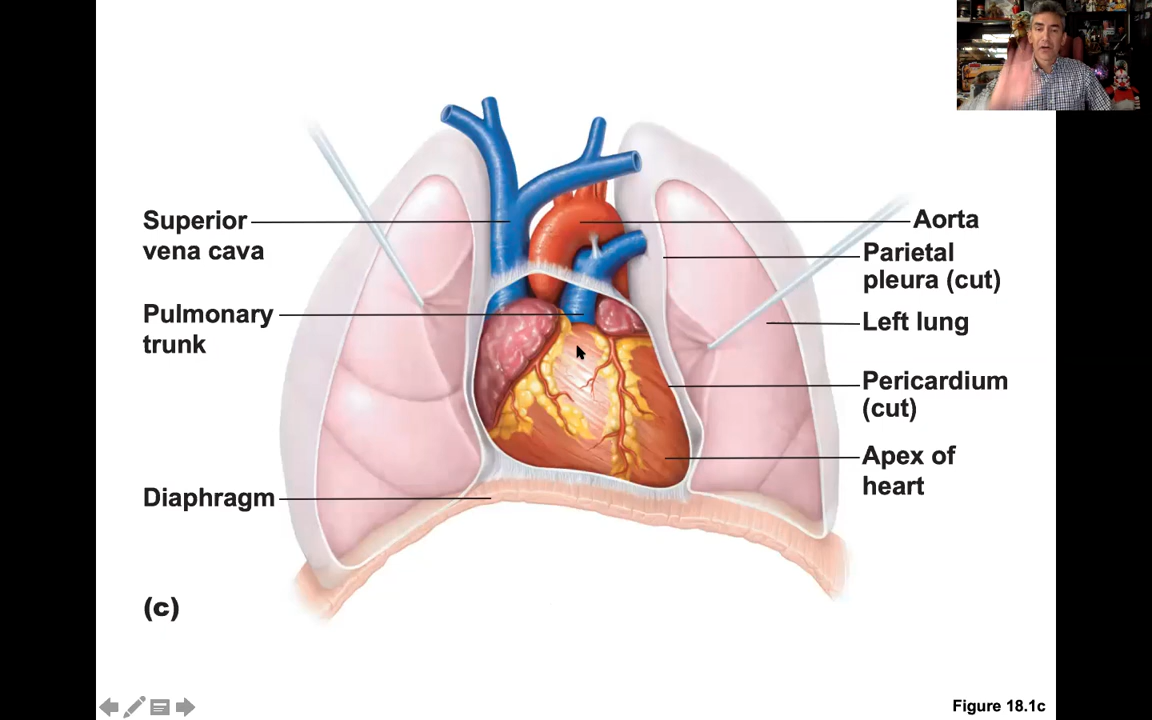 Superior
vena cava
Pulmonary
trunk
Diaphragm
(c)
Aorta
Parietal
pleura (cut)
Left lung
Pericardium
(cut)
Apex of
heart
Figure 18.1c